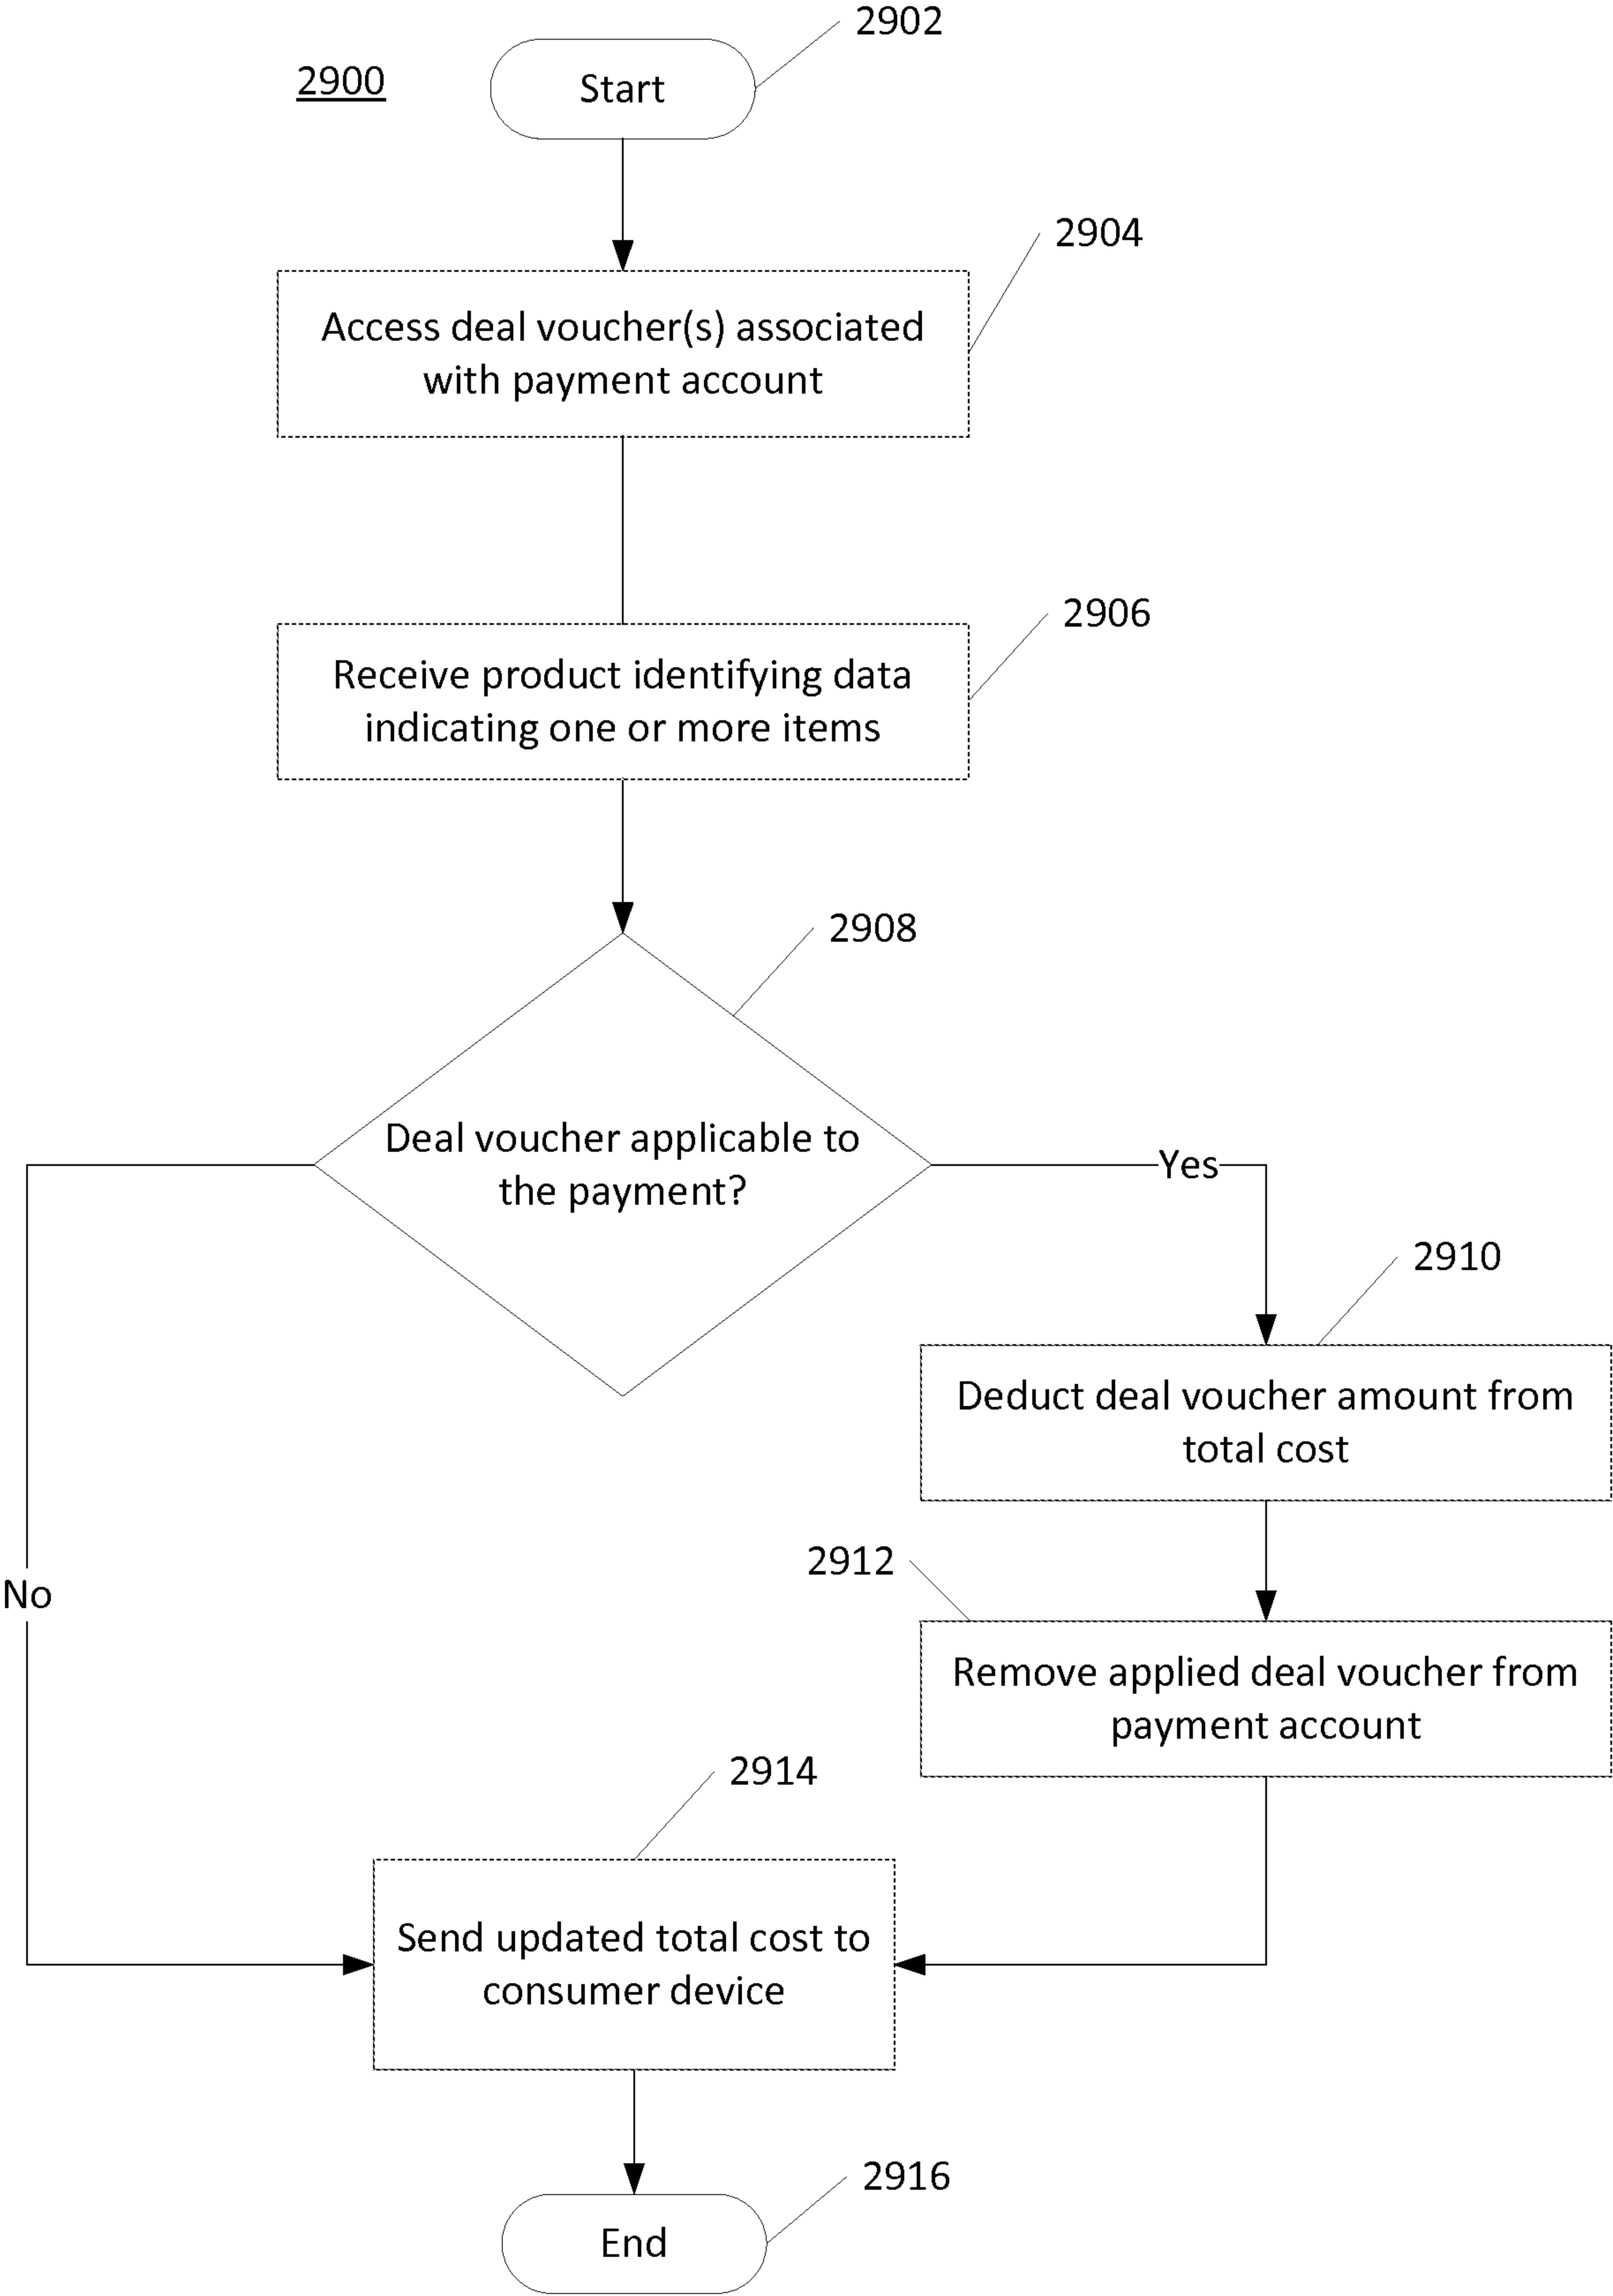 2902
2900
Start
2904
Access deal voucher(s) associated
with payment account
2906
Receive product identifying data
indicating one or more items
2908
Deal voucher applicable to
the payment?
Yes
2910
Deduct deal voucher amount from
total cost
2912
No
Remove applied deal voucher from
payment account
2914
Send updated total cost to
consumer device
2916
End